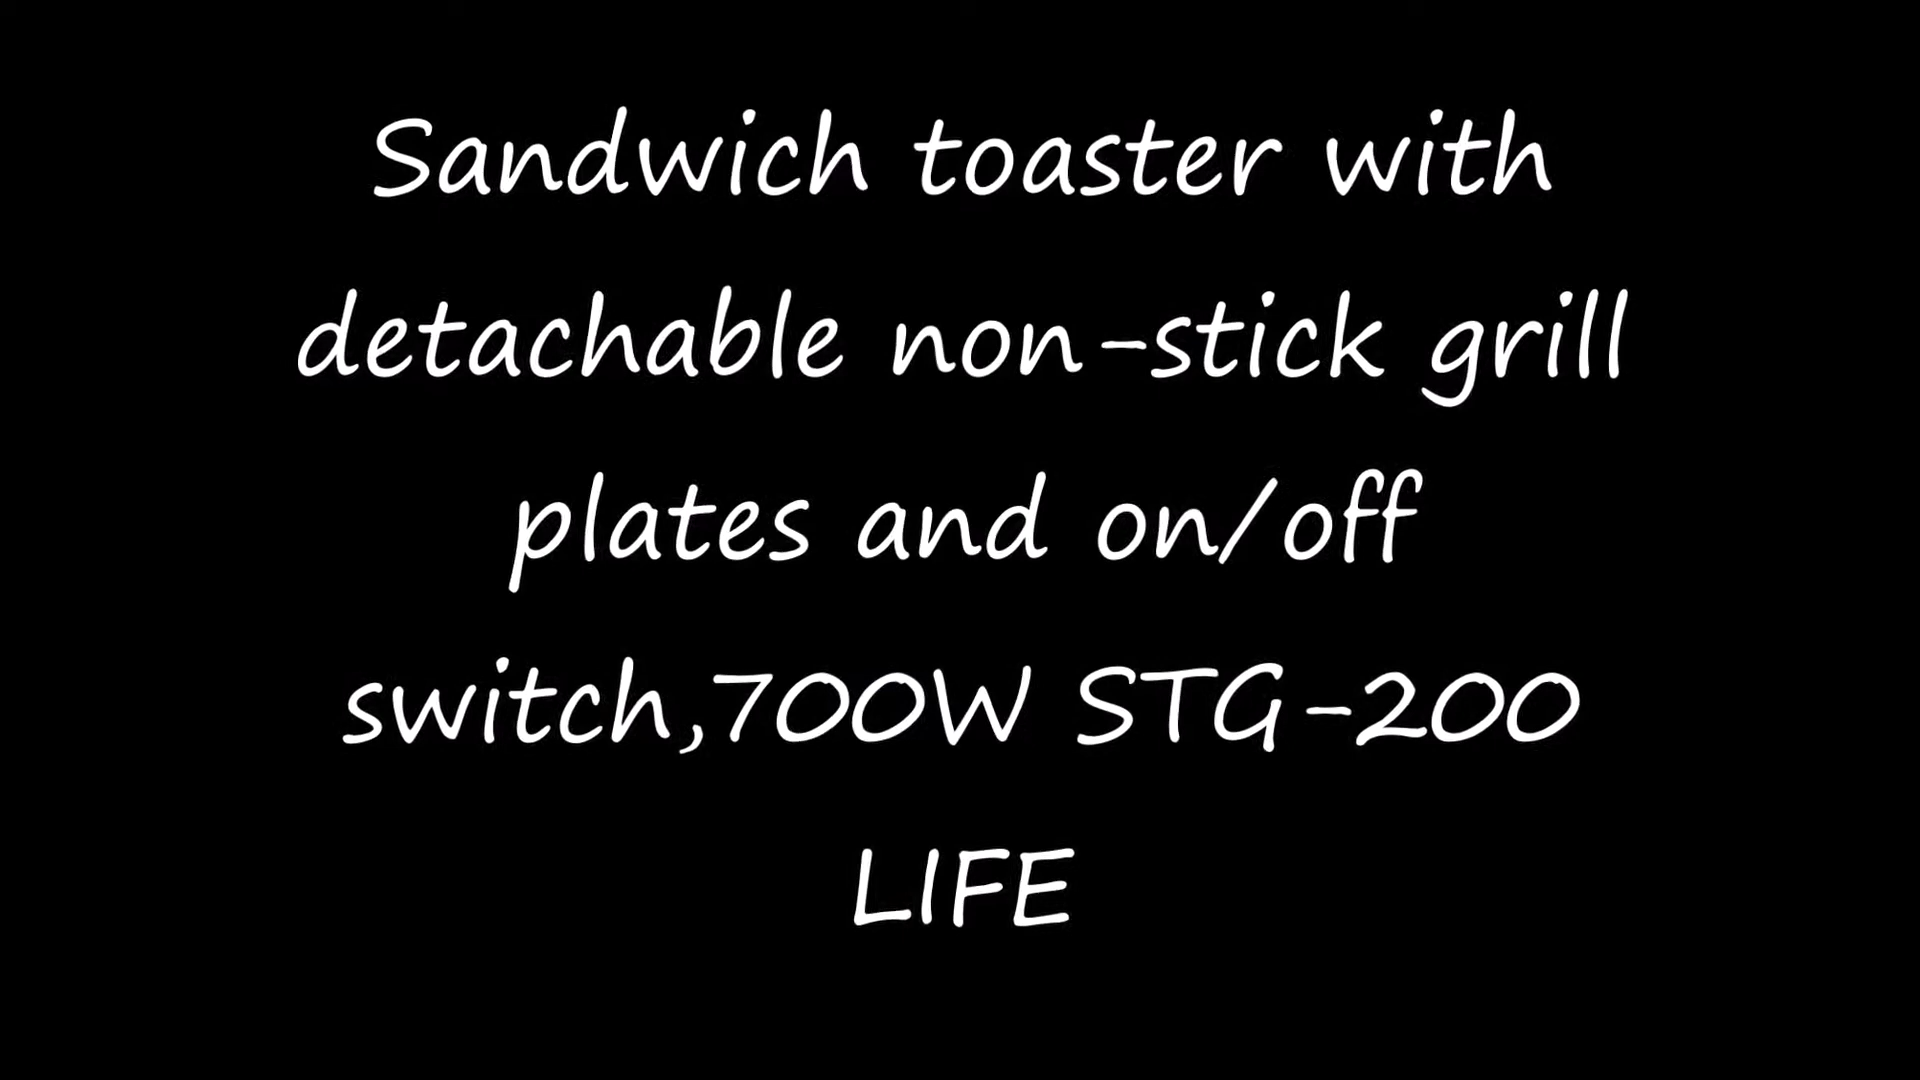 Sandwich toaster with
detachable non-stick grill
plates and on/off
switch,700W STG-200
LIFE